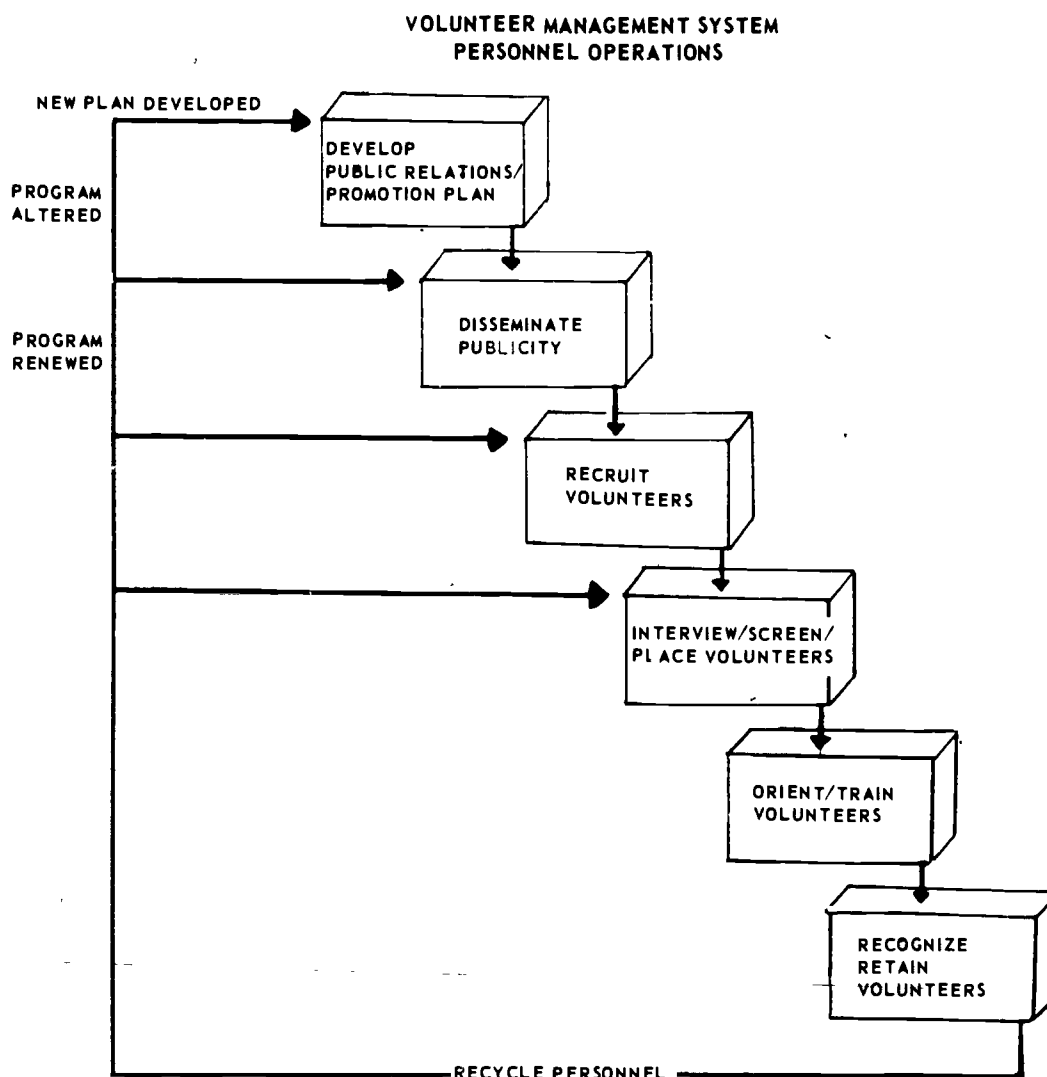 VOLUNTEER MANAGEMENT SYSTEM
PERSONNEL OPERATIONS
NEW PLAN DEVELOPED
DEVELOP
PUBLIC RELATIONS/
PROMOTION PLAN
PROGRAM
ALTERED
DISSEMINATE
PUBLICITY
PROGRAM
RENEWED
RECRUIT
VOLUNTEERS
INTERVIEW/SCREEN/
PLACE VOLUNTEERS
ORIENT/TRAIN
VOLUNTEERS
RECOGNIZE
RETAIN
VOLUNTEERS
RECYCLE PERSONNEL